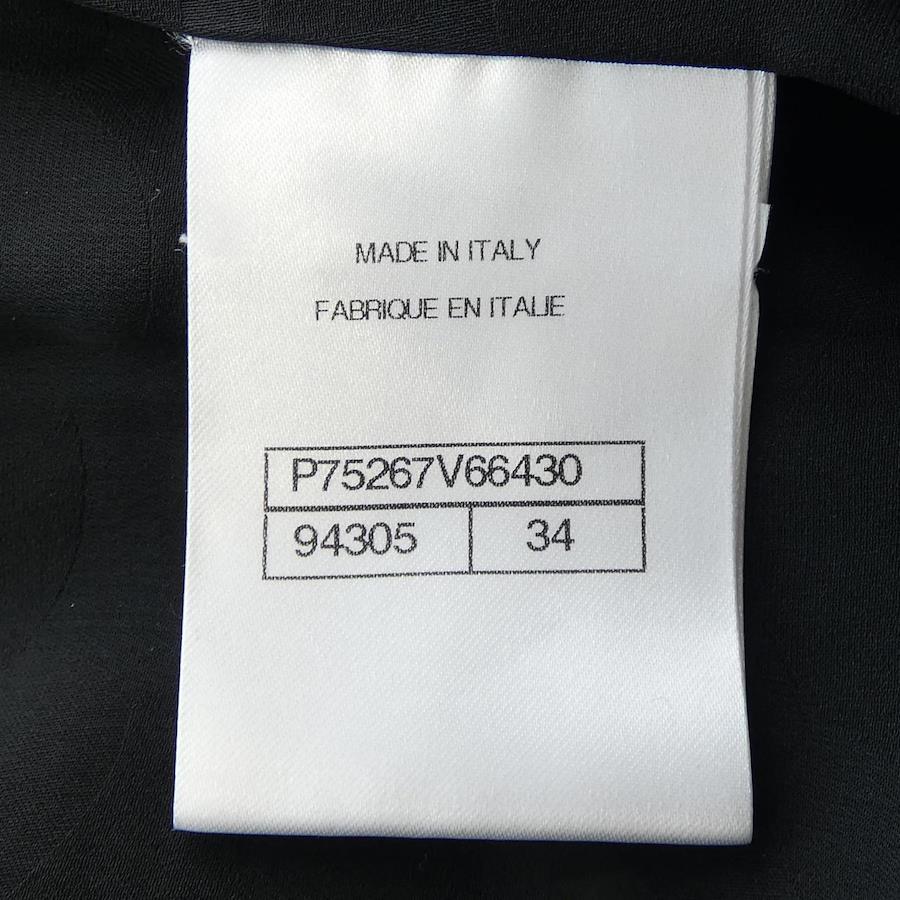 MADE IN ITALY
FABRIQUE EN ITALIE
P75267V66430
94305 34